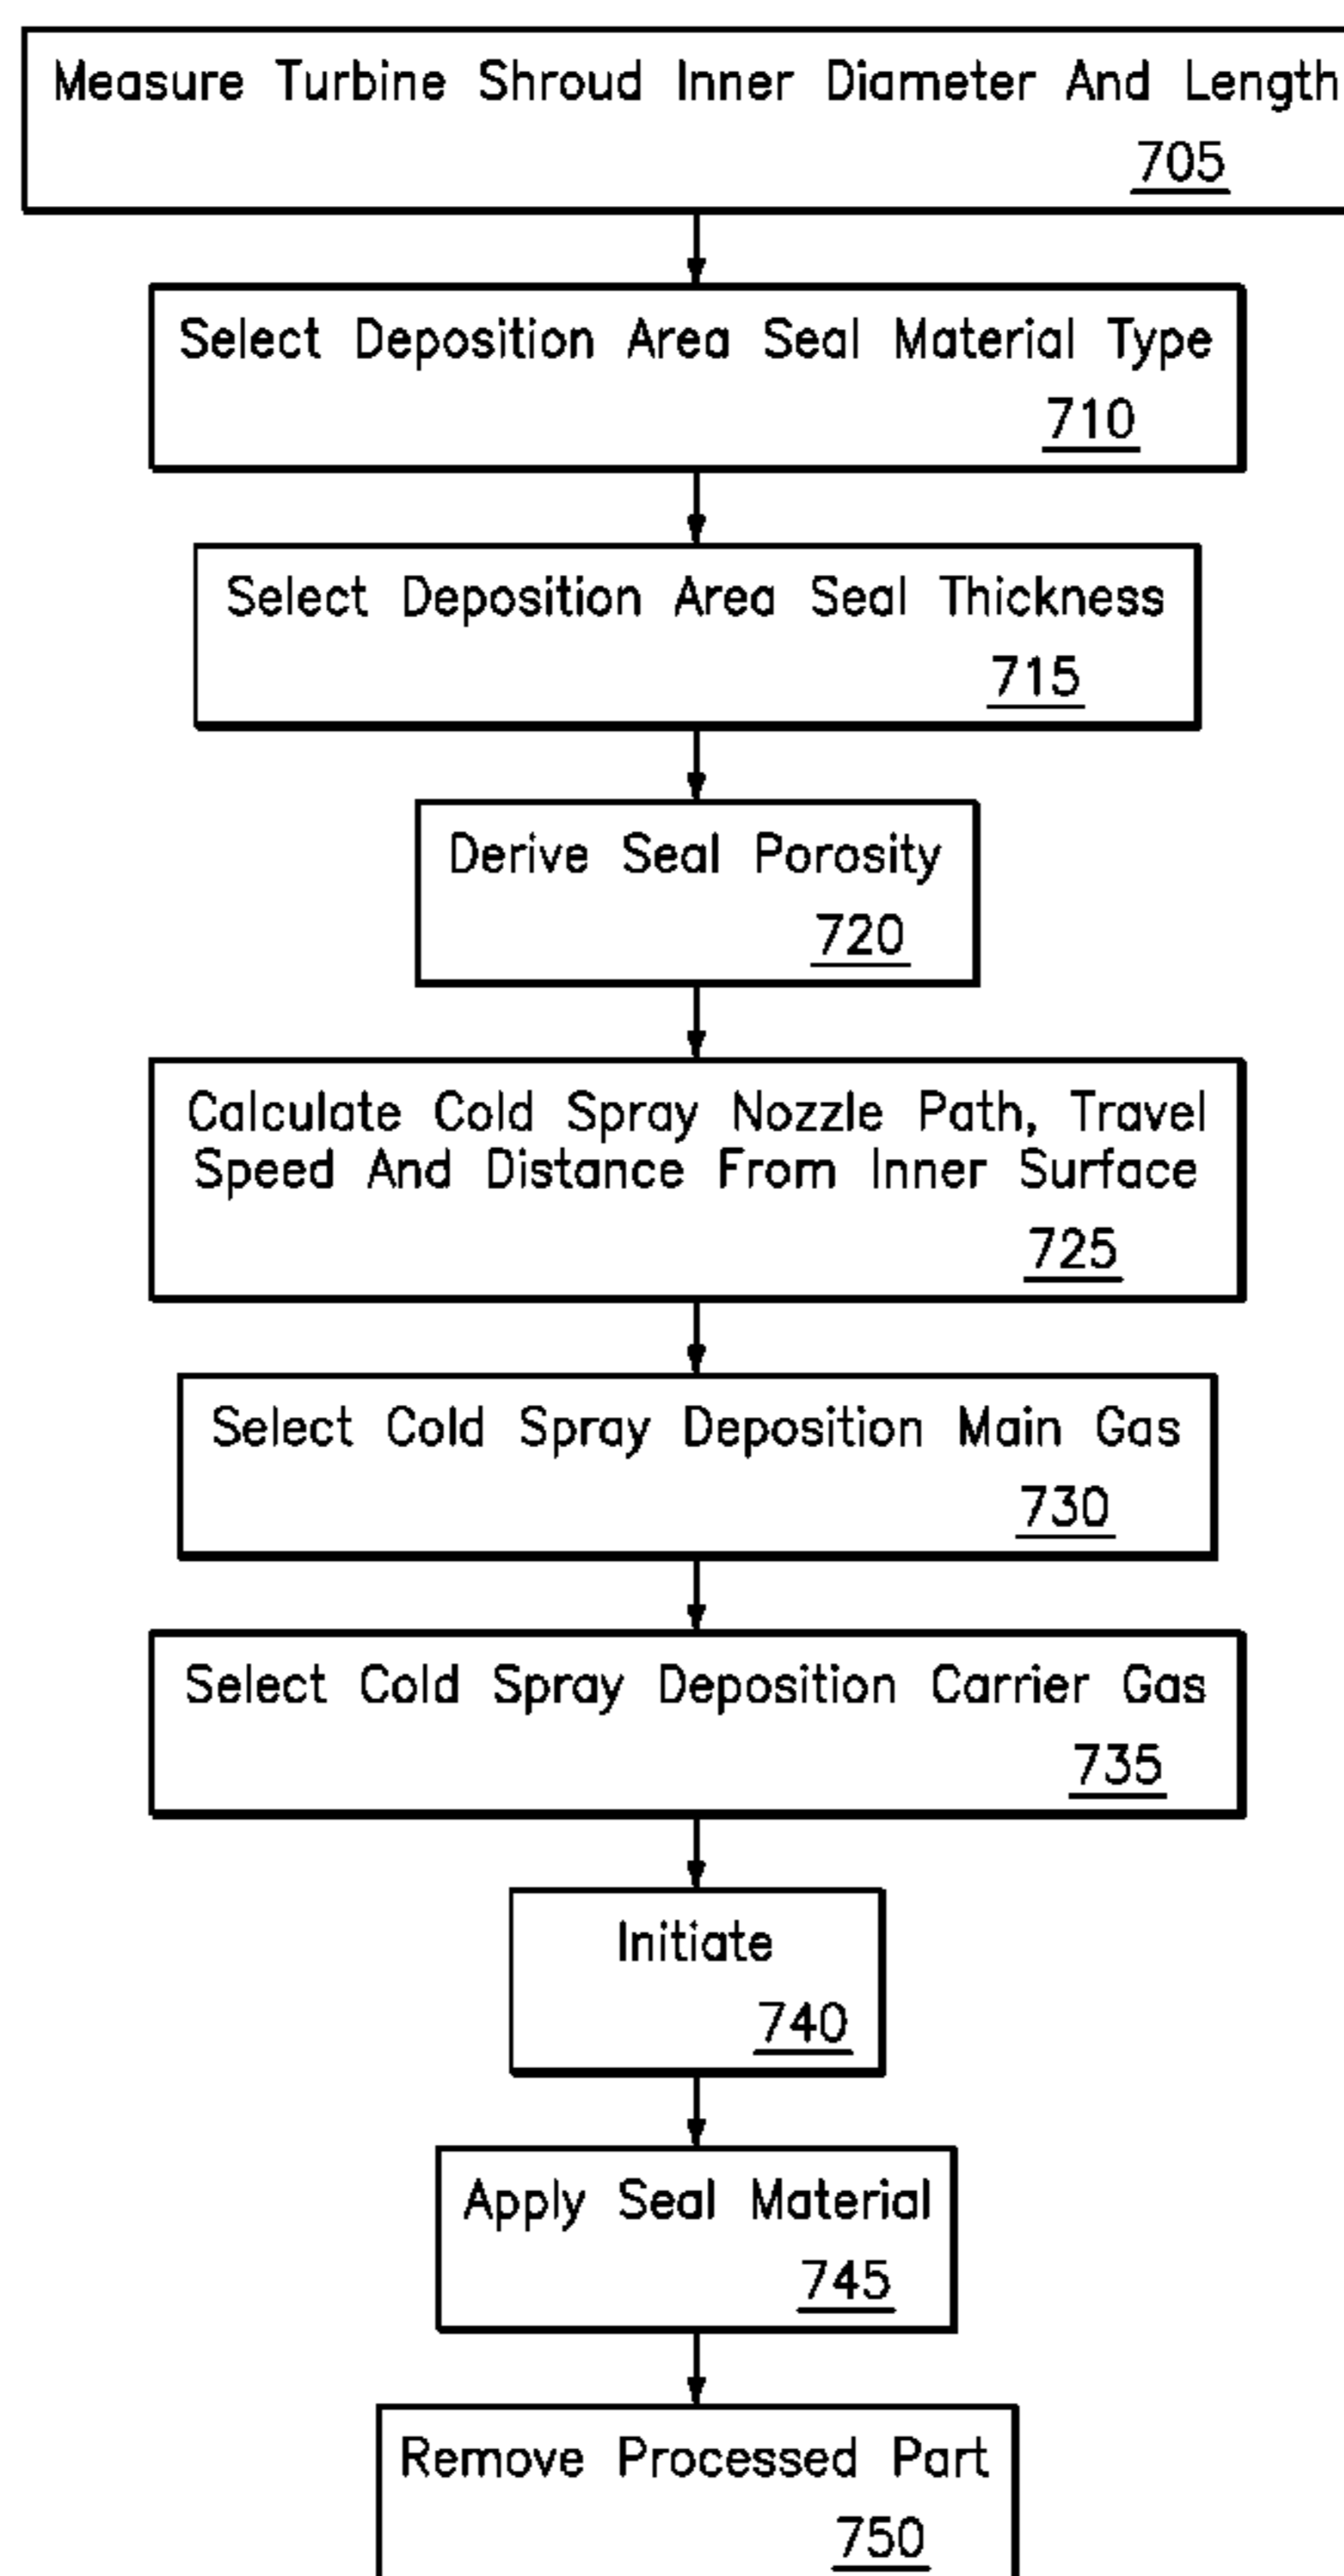 Measure Turbine Shroud Inner Diameter And Length
705
Select Deposition Area Seal Material Type
710
Select Deposition Area Seal Thickness
715
Derive Seal Porosity
720
Calculate Cold Spray Nozzle Path, Travel
Speed And Distance From Inner Surface
725
Select Cold Spray Deposition Main Gas
730
Select Cold Spray Deposition Carrier Gas
735
Initiate
740
Apply Seal Material
745
Remove Processed Part
750